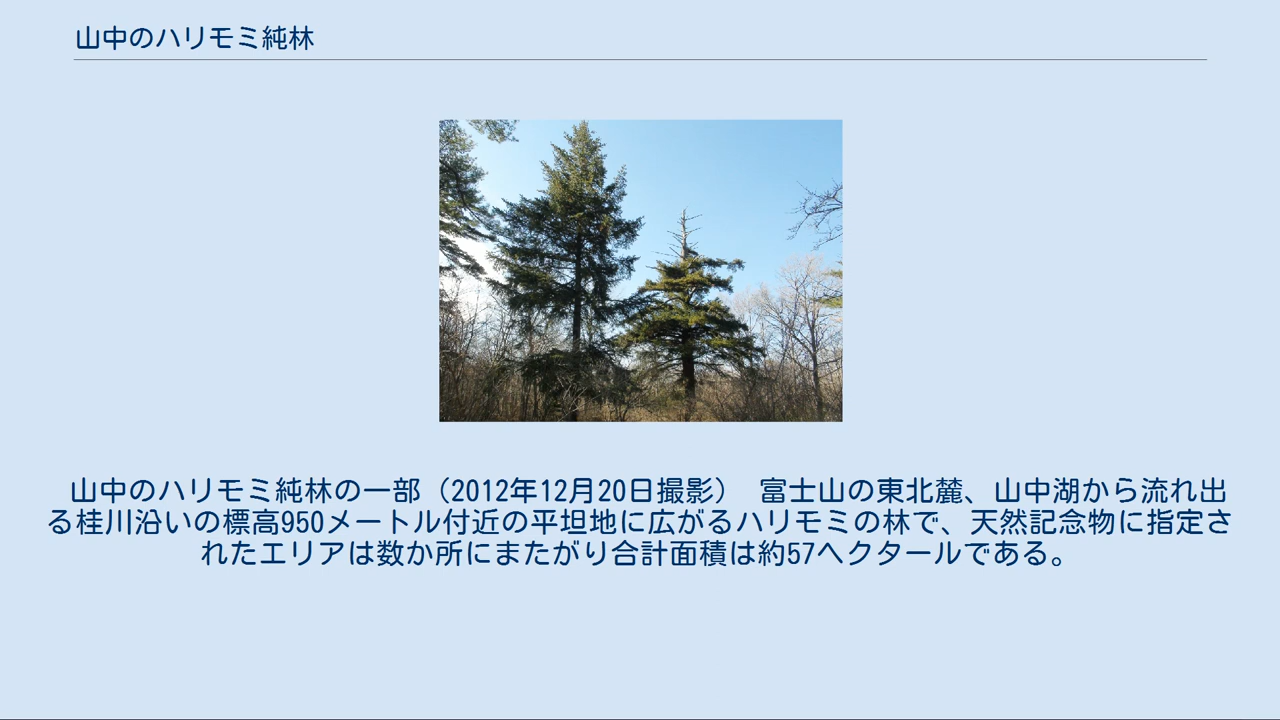 山中のハリモミ純林
山中のハリモミ純林の一部（2012年12月20日撮影） 富士山の東北麓、山中湖から流れ出
る桂川沿いの標高950メートル付近の平坦地に広がるハリモミの林で、天然記念物に指定さ
れたエリアは数か所にまたがり合計面積は約57ヘクタールである。